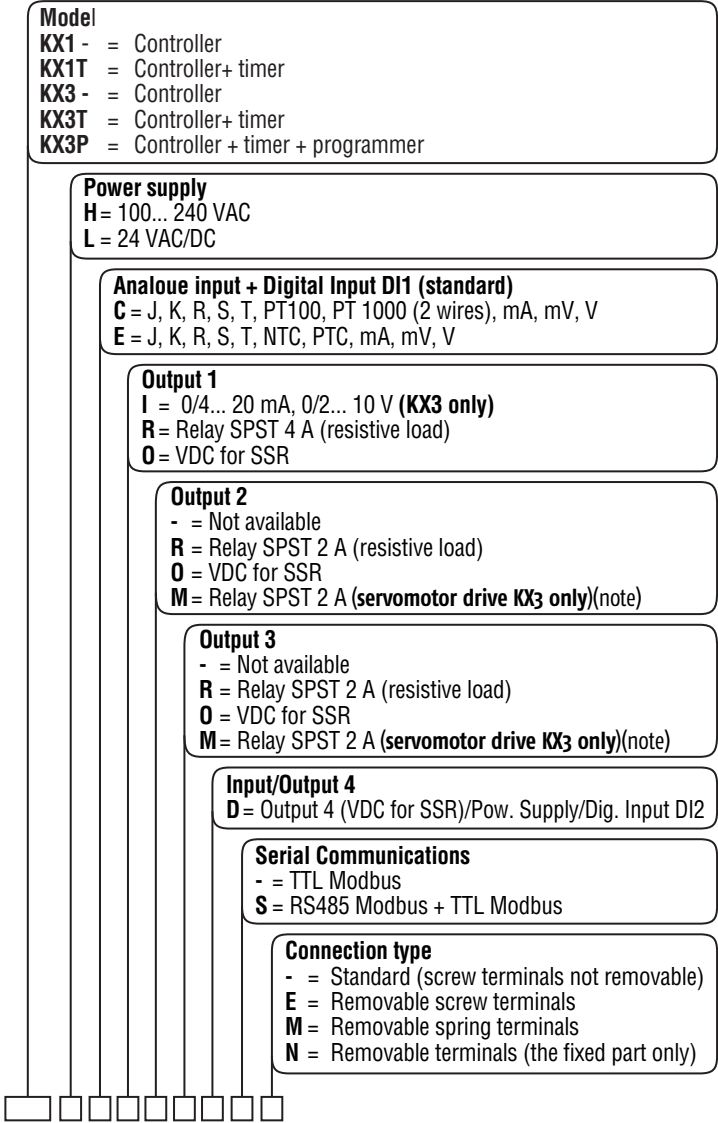 Model
KX1 - = Controller
KX1T = Controller+ timer
KX3 - = Controller
KX3T = Controller+ timer
KX3P = Controller + timer + programmer
Power supply
H = 100... 240 VAC
L = 24 VAC/DC
Analoue input + Digital Input DI1 (standard)
C = J, K, R, S, T, PT100, PT 1000 (2 wires), mA, mV, V
E = J, K, R, S, T, NTC, PTC, mA, mV, V
Output 1
I = 0/4... 20 mA, 0/2... 10 V (KX3 only)
R = Relay SPST 4 A (resistive load)
O = VDC for SSR
Output 2
- = Not available
R = Relay SPST 2 A (resistive load)
O = VDC for SSR
M = Relay SPST 2 A (servomotor drive KX3 only)(note)
Output 3
- = Not available
R = Relay SPST 2 A (resistive load)
O = VDC for SSR
M = Relay SPST 2 A (servomotor drive KX3 only)(note)
Input/Output 4
D = Output 4 (VDC for SSR)/Pow. Supply/Dig. Input DI2
Serial Communications
- = TTL Modbus
S = RS485 Modbus + TTL Modbus
Connection type
- = Standard (screw terminals not removable)
E = Removable screw terminals
M = Removable spring terminals
N = Removable terminals (the fixed part only)